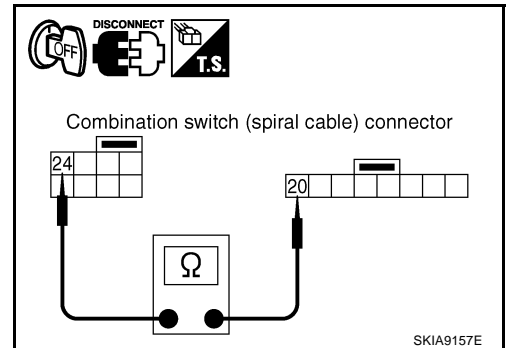 OFF
DISCONNECT
T.S.
Combination switch (spiral cable) connector
24
20
Ω
SKIA9157E